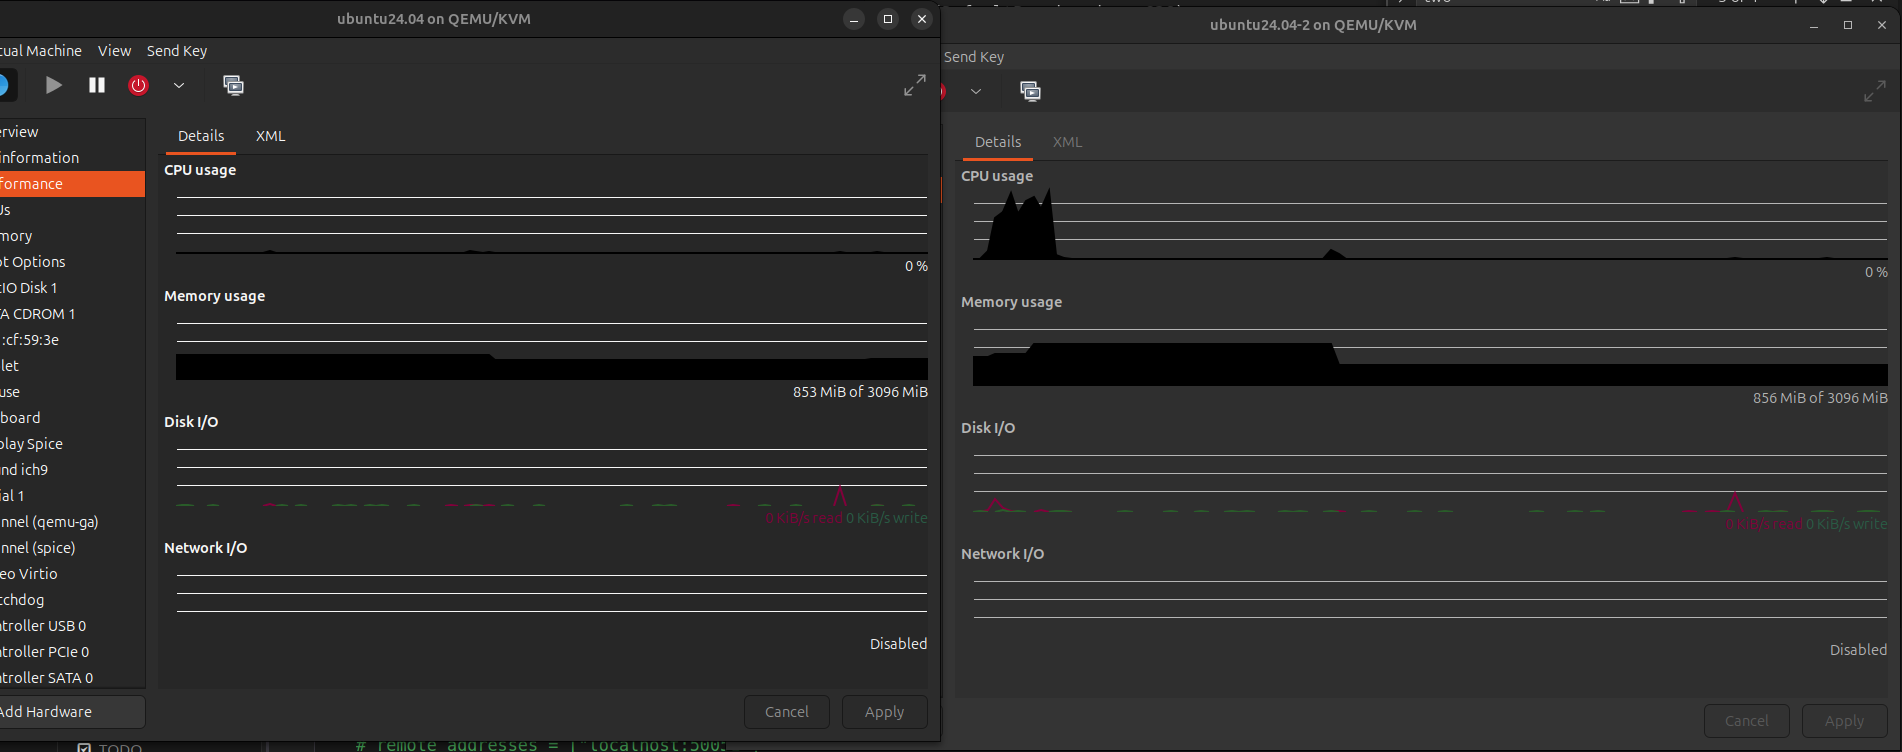 ubuntu24.04 on QEMU/KVM
tual Machine View Send Key
erview
information
formance
Us
mory
ot Options
IO Disk 1
A CDROM 1
:cf:59:3e
let
use
board
play Spice
nd ich9
ial 1
nnel (qemu-ga)
nnel (spice)
eo Virtio
tchdog
ntroller USB 0
ntroller PCIe 0
ntroller SATA 0
Add Hardware
Details XML
CPU usage
0 %
Memory usage
853 MiB of 3096 MiB
Disk I/O
0 KiB/s read 0 KiB/s write
Network I/O
Disabled
Cancel Apply
ubuntu24.04-2 on QEMU/KVM
Send Key
Details XML
CPU usage
0 %
Memory usage
856 MiB of 3096 MiB
Disk I/O
0 KiB/s read 0 KiB/s write
Network I/O
Disabled
Cancel Apply
TODO
# remote addresses = ["localhost:500